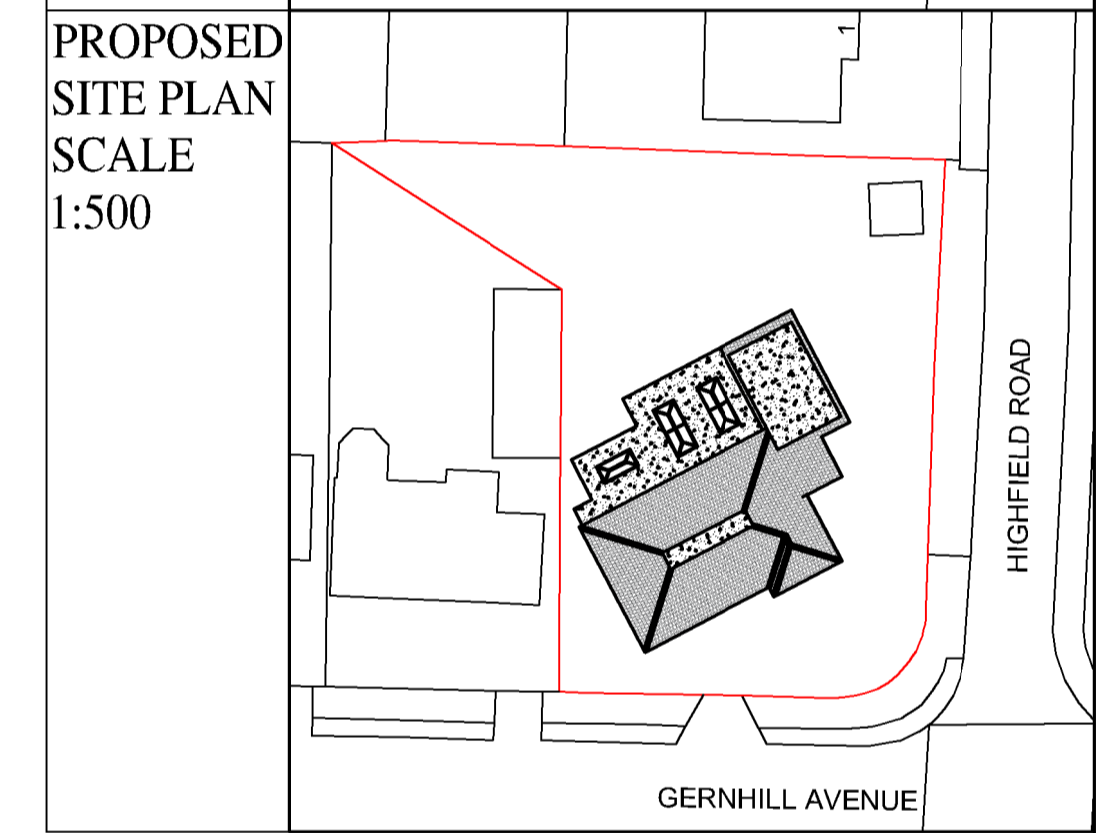 PROPOSED
SITE PLAN
SCALE
1:500
1
HIGHFIELD ROAD
GERNHILL AVENUE